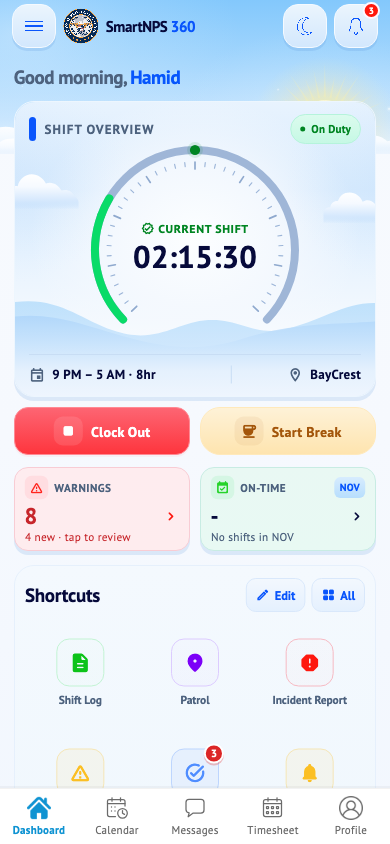 SmartNPS 360
3
Good morning, Hamid
SHIFT OVERVIEW
On Duty
CURRENT SHIFT
02:15:30
9 PM – 5 AM · 8hr
BayCrest
Clock Out
Start Break
WARNINGS
8
4 new · tap to review
ON-TIME
NOV
-
No shifts in NOV
Shortcuts
Edit
All
Shift Log
Patrol
Incident Report
3
Dashboard
Calendar
Messages
Timesheet
Profile